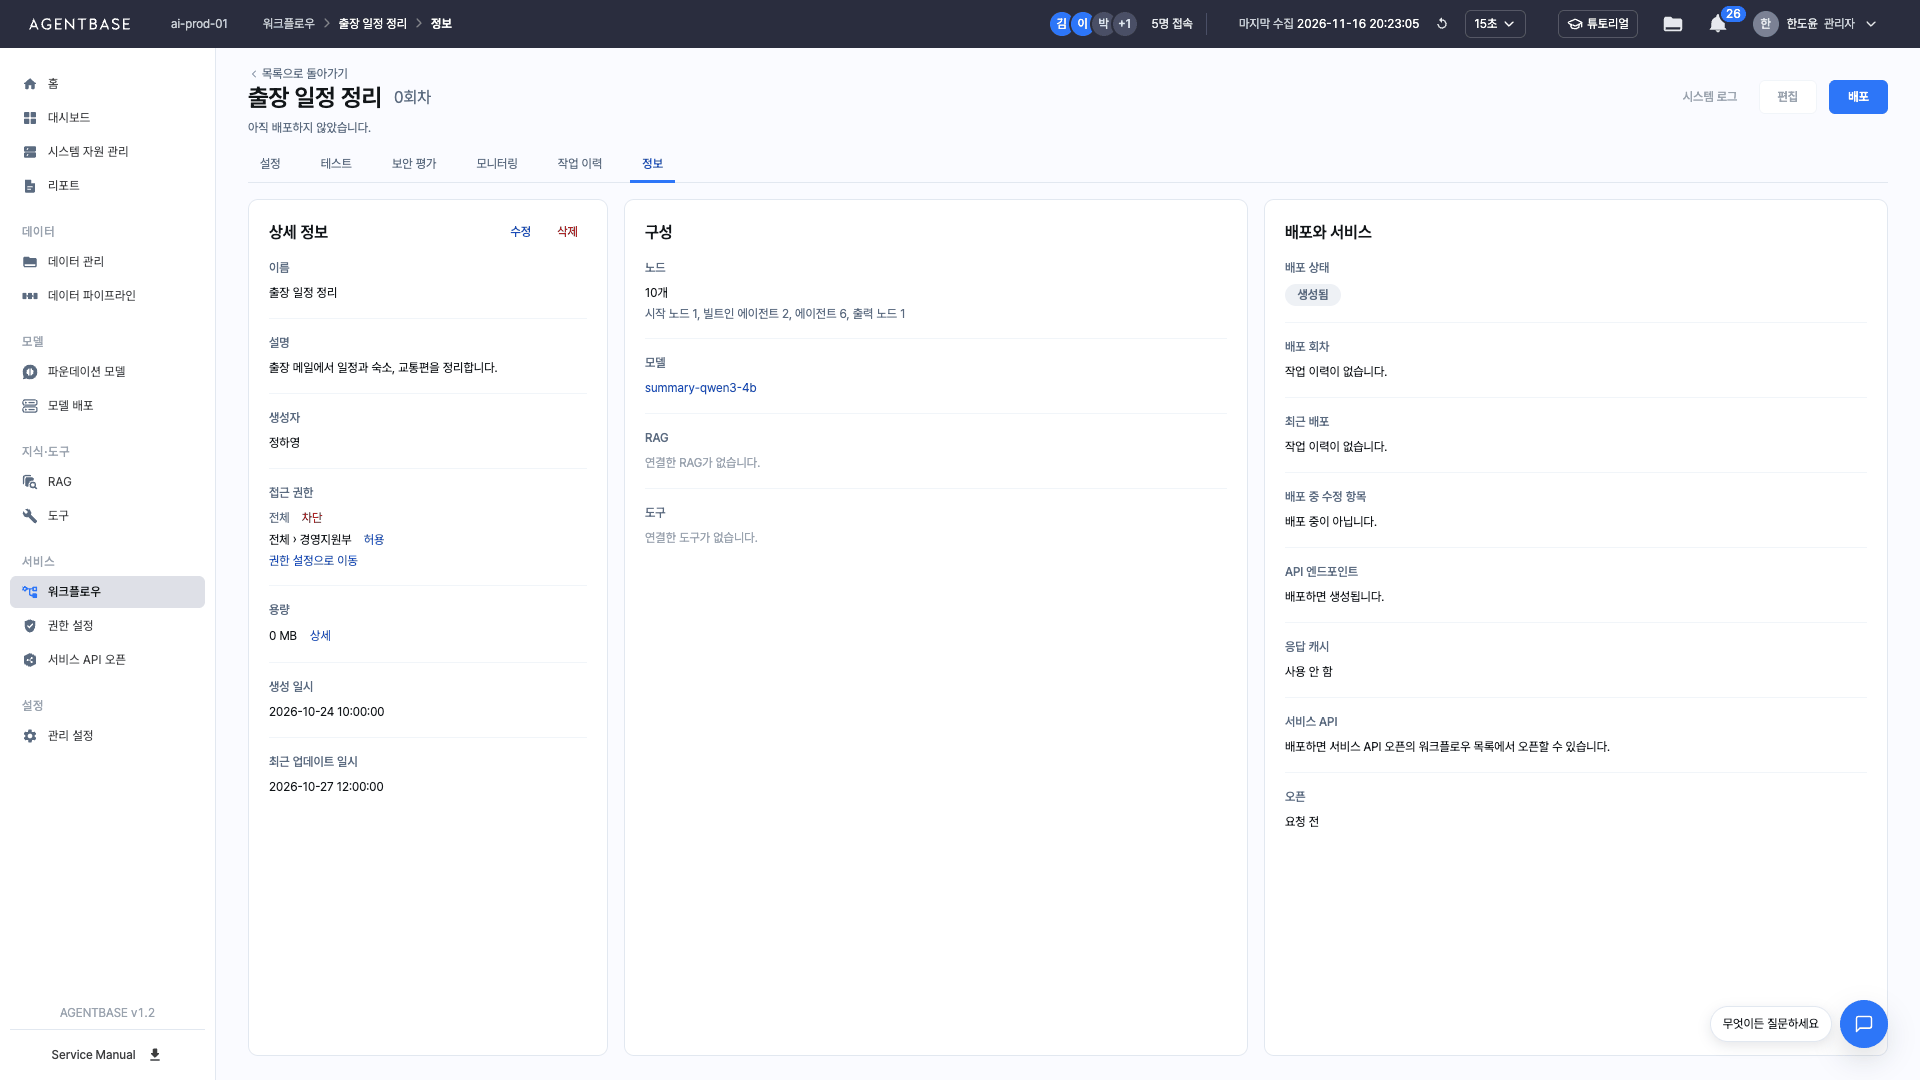 AGENTBASE
ai-prod-01
워크플로우 > 출장 일정 정리 > 정보
김 이 박 +1 5명 접속
마지막 수집 2026-11-16 20:23:05
15초
튜토리얼
26
한 한도윤 관리자
홈
대시보드
시스템 자원 관리
리포트
데이터
데이터 관리
데이터 파이프라인
모델
파운데이션 모델
모델 배포
지식·도구
RAG
도구
서비스
워크플로우
권한 설정
서비스 API 오픈
설정
관리 설정
AGENTBASE v1.2
Service Manual
목록으로 돌아가기
출장 일정 정리 0회차
아직 배포하지 않았습니다.
시스템 로그
편집
배포
설정
테스트
보안 평가
모니터링
작업 이력
정보
상세 정보
수정
삭제
이름
출장 일정 정리
설명
출장 메일에서 일정과 숙소, 교통편을 정리합니다.
생성자
정하영
접근 권한
전체 차단
전체 › 경영지원부 허용
권한 설정으로 이동
용량
0 MB 상세
생성 일시
2026-10-24 10:00:00
최근 업데이트 일시
2026-10-27 12:00:00
구성
노드
10개
시작 노드 1, 빌트인 에이전트 2, 에이전트 6, 출력 노드 1
모델
summary-qwen3-4b
RAG
연결한 RAG가 없습니다.
도구
연결한 도구가 없습니다.
배포와 서비스
배포 상태
생성됨
배포 회차
작업 이력이 없습니다.
최근 배포
작업 이력이 없습니다.
배포 중 수정 항목
배포 중이 아닙니다.
API 엔드포인트
배포하면 생성됩니다.
응답 캐시
사용 안 함
서비스 API
배포하면 서비스 API 오픈의 워크플로우 목록에서 오픈할 수 있습니다.
오픈
요청 전
무엇이든 질문하세요